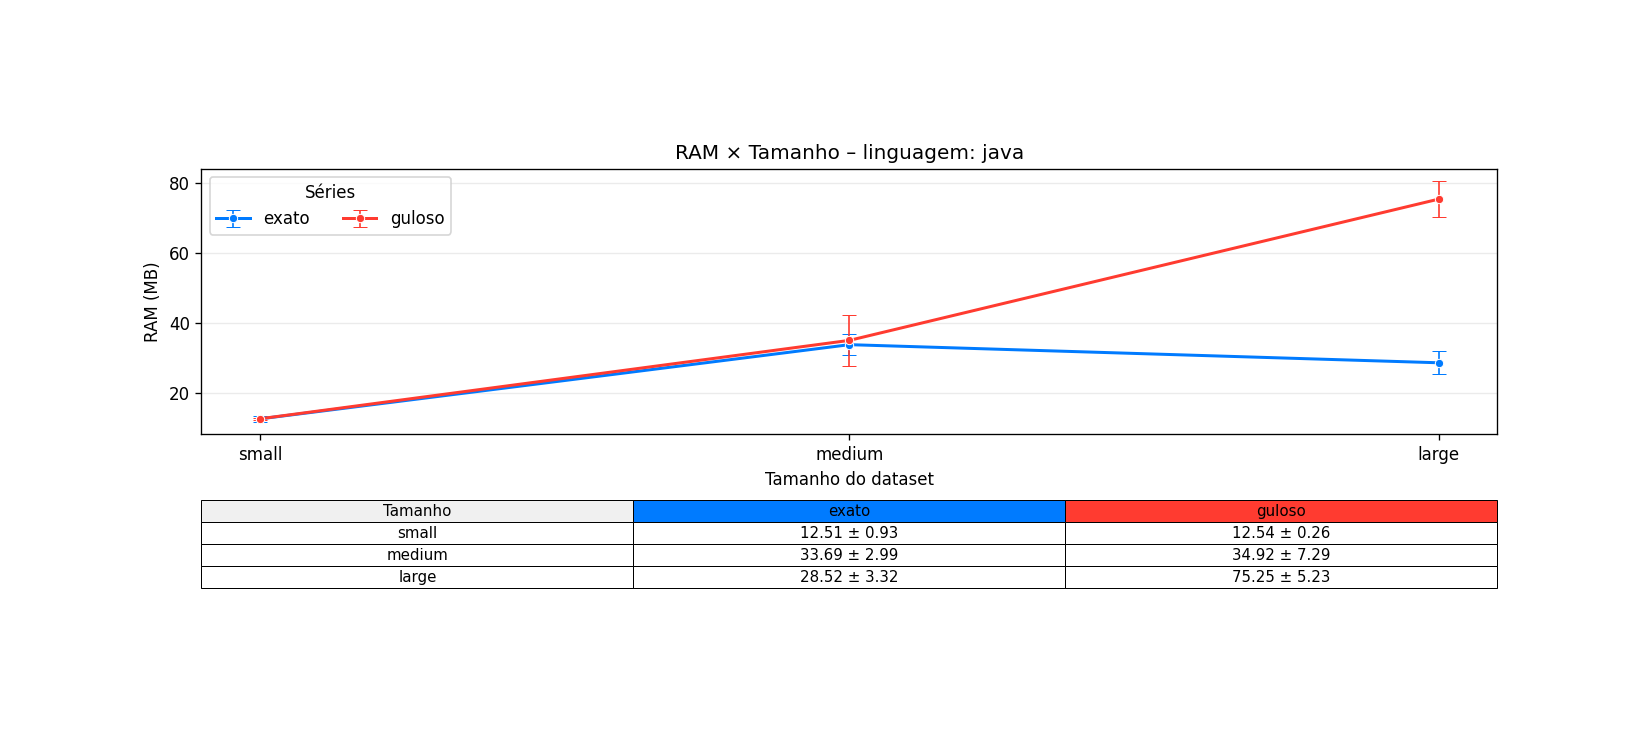 RAM × Tamanho – linguagem: java
Séries
exato guloso
80
60
40
20
RAM (MB)
small medium large
Tamanho do dataset
Tamanho exato guloso
small 12.51 ± 0.93 12.54 ± 0.26
medium 33.69 ± 2.99 34.92 ± 7.29
large 28.52 ± 3.32 75.25 ± 5.23